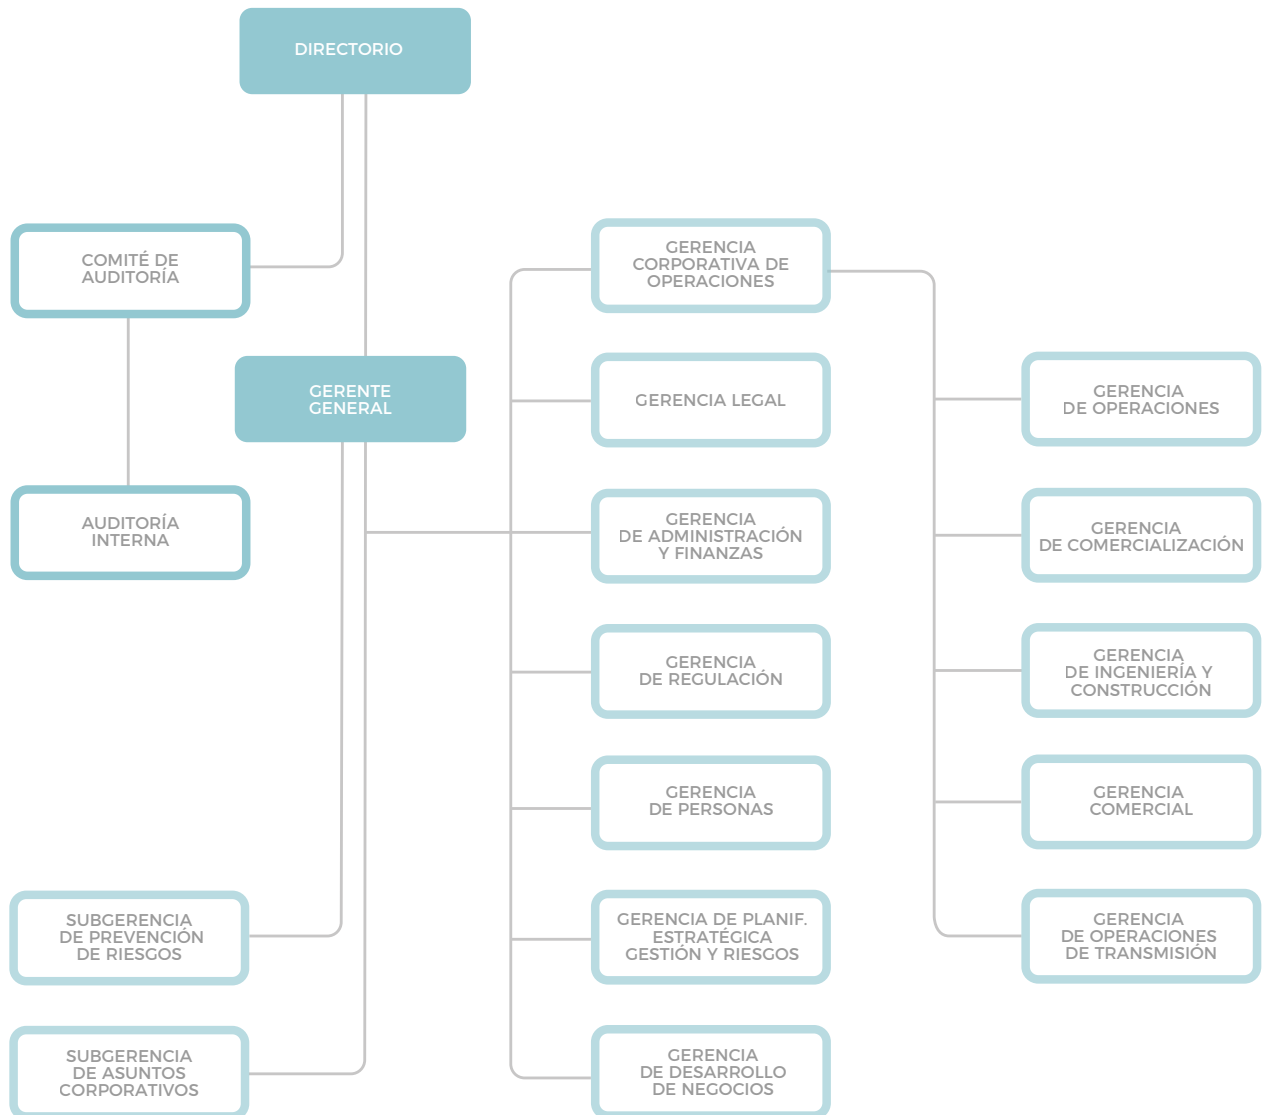 DIRECTORIO
COMITÉ DE
AUDITORÍA
GERENTE
GENERAL
AUDITORÍA
INTERNA
SUBGERENCIA
DE PREVENCIÓN
DE RIESGOS
SUBGERENCIA
DE ASUNTOS
CORPORATIVOS
GERENCIA
CORPORATIVA DE
OPERACIONES
GERENCIA LEGAL
GERENCIA
DE ADMINISTRACIÓN
Y FINANZAS
GERENCIA
DE REGULACIÓN
GERENCIA
DE PERSONAS
GERENCIA DE PLANIF.
ESTRATÉGICA
GESTIÓN Y RIESGOS
GERENCIA
DE DESARROLLO
DE NEGOCIOS
GERENCIA
DE OPERACIONES
GERENCIA
DE COMERCIALIZACIÓN
GERENCIA
DE INGENIERÍA Y
CONSTRUCCIÓN
GERENCIA
COMERCIAL
GERENCIA
DE OPERACIONES
DE TRANSMISIÓN